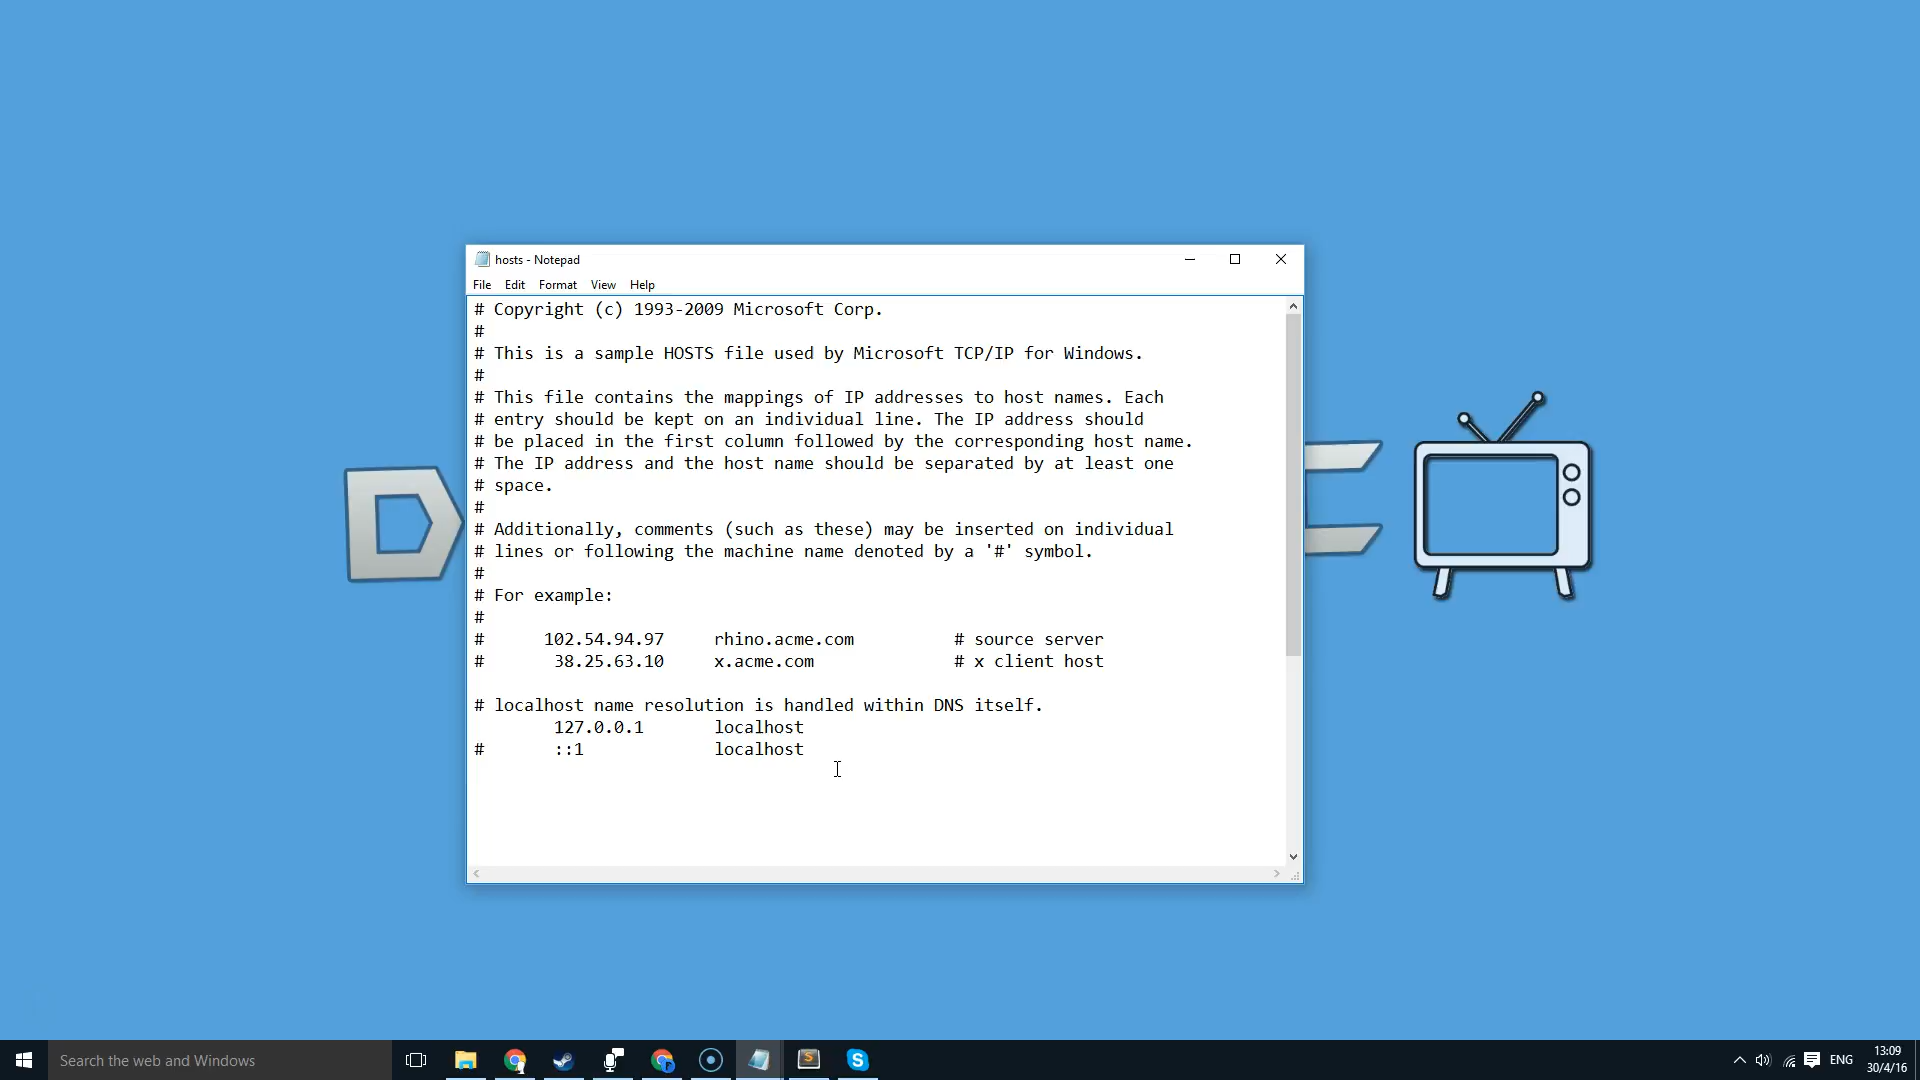 hosts - Notepad
File Edit Format View Help
# Copyright (c) 1993-2009 Microsoft Corp.
#
# This is a sample HOSTS file used by Microsoft TCP/IP for Windows.
#
# This file contains the mappings of IP addresses to host names. Each
# entry should be kept on an individual line. The IP address should
# be placed in the first column followed by the corresponding host name.
# The IP address and the host name should be separated by at least one
# space.
#
# Additionally, comments (such as these) may be inserted on individual
# lines or following the machine name denoted by a '#' symbol.
#
# For example:
#
#      102.54.94.97     rhino.acme.com          # source server
#       38.25.63.10     x.acme.com              # x client host

# localhost name resolution is handled within DNS itself.
        127.0.0.1       localhost
#       ::1             localhost
D
Search the web and Windows
ENG
13:09
30/4/16